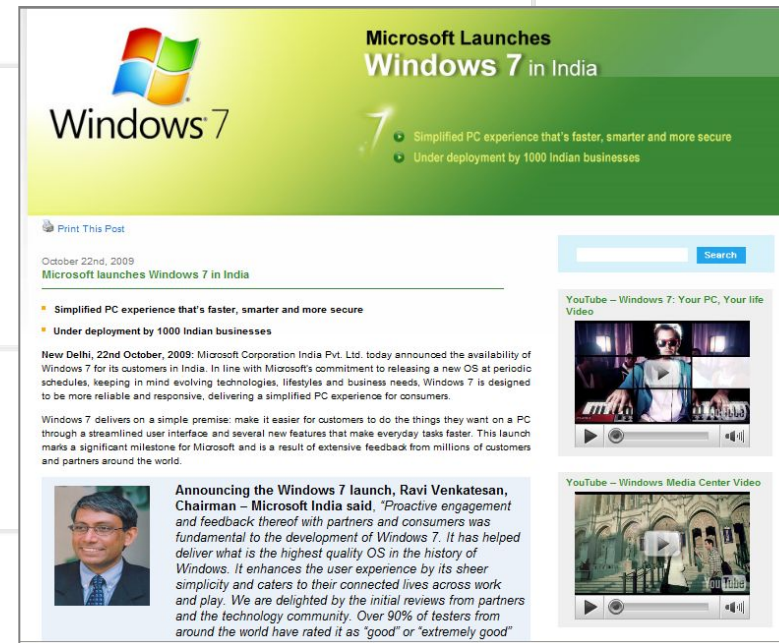 Microsoft Launches
Windows 7 in India
Windows 7
7
Simplified PC experience that's faster, smarter and more secure
Under deployment by 1000 Indian businesses
Print This Post
October 22nd, 2009
Microsoft launches Windows 7 in India
Simplified PC experience that's faster, smarter and more secure
Under deployment by 1000 Indian businesses
New Delhi, 22nd October, 2009: Microsoft Corporation India Pvt. Ltd. today announced the availability of
Windows 7 for its customers in India. In line with Microsoft's commitment to releasing a new OS at periodic
schedules, keeping in mind evolving technologies, lifestyles and business needs, Windows 7 is designed
to be more reliable and responsive, delivering a simplified PC experience for consumers.
Windows 7 delivers on a simple premise: make it easier for customers to do the things they want on a PC
through a streamlined user interface and several new features that make everyday tasks faster. This launch
marks a significant milestone for Microsoft and is a result of extensive feedback from millions of customers
and partners around the world.
Announcing the Windows 7 launch, Ravi Venkatesan,
Chairman – Microsoft India said, "Proactive engagement
and feedback thereof with partners and consumers was
fundamental to the development of Windows 7. It has helped
deliver what is the highest quality OS in the history of
Windows. It enhances the user experience by its sheer
simplicity and caters to their connected lives across work
and play. We are delighted by the initial reviews from partners
and the technology community. Over 90% of testers from
around the world have rated it as "good" or "extremely good"
Search
YouTube – Windows 7: Your PC, Your life
Video
YouTube
YouTube – Windows Media Center Video
YouTube